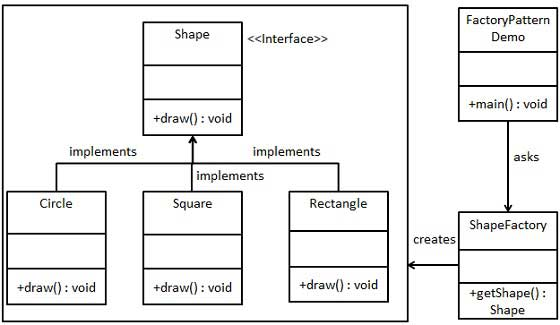 Shape
<<Interface>>
+draw() : void
implements
implements
implements
Circle
+draw() : void
Square
+draw() : void
Rectangle
+draw() : void
FactoryPattern
Demo
+main() : void
asks
ShapeFactory
+getShape() :
Shape
creates